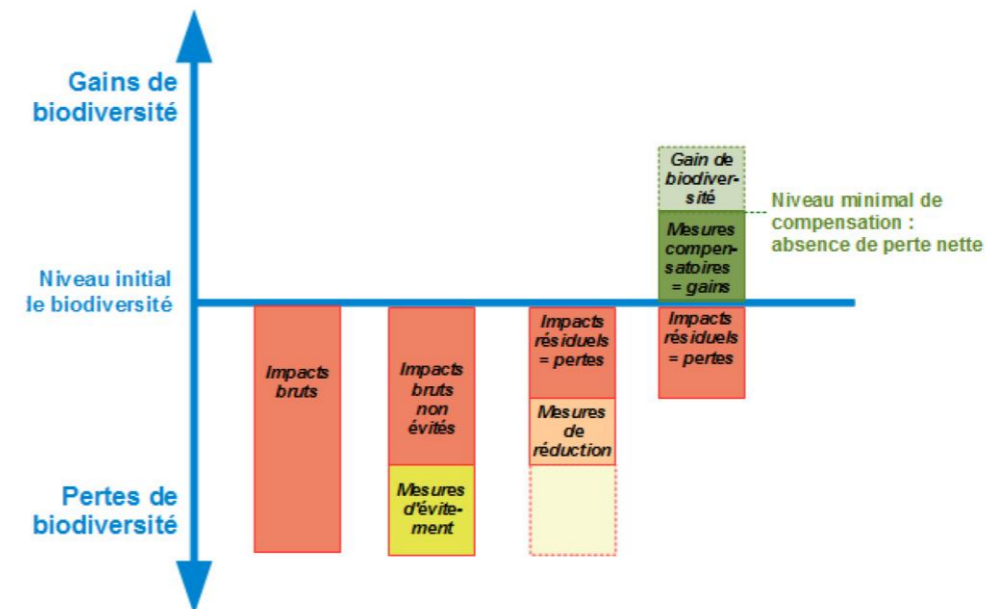 Gains de
biodiversité
Gain de
biodiver-
sité
Niveau minimal de
compensation :
absence de perte nette
Mesures
compen-
satoires
= gains
Niveau initial
de biodiversité
Impacts
bruts
Impacts
bruts
non
évités
Mesures
d'évite-
ment
Impacts
résiduels
= pertes
Mesures
de
réduction
Impacts
résiduels
= pertes
Pertes de
biodiversité